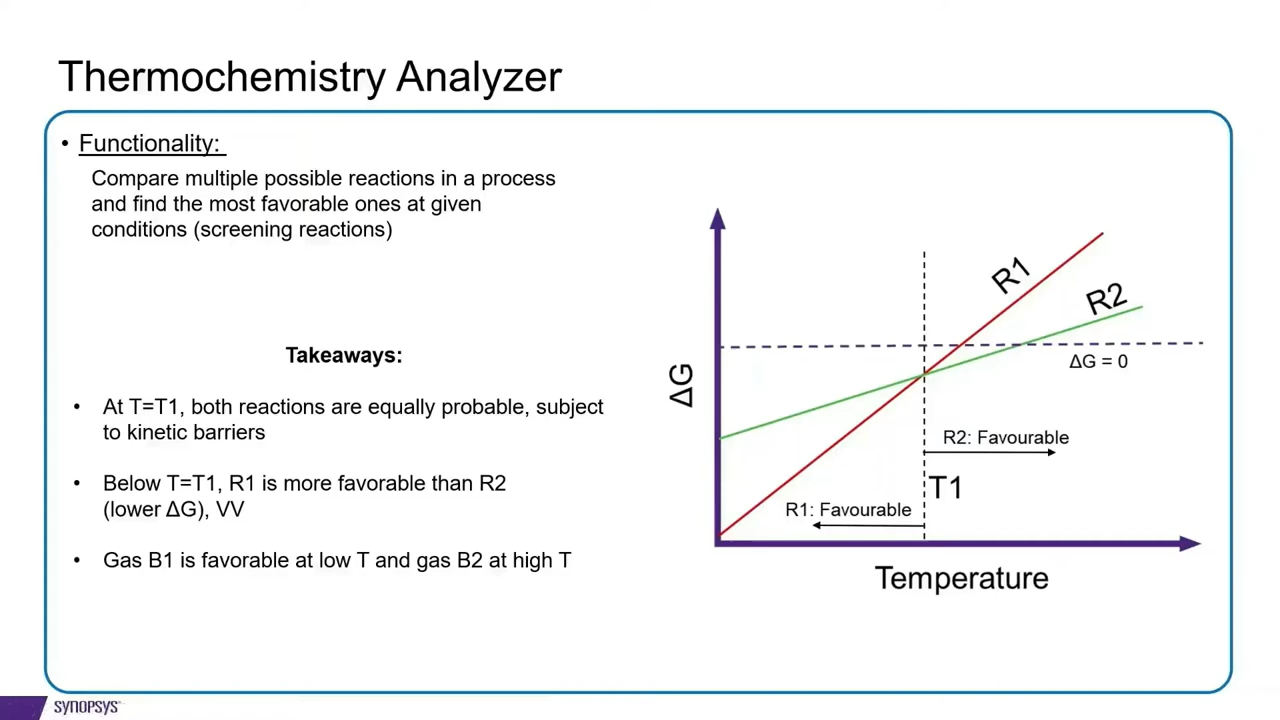 Thermochemistry Analyzer
• Functionality:
Compare multiple possible reactions in a process
and find the most favorable ones at given
conditions (screening reactions)
Takeaways:
• At T=T1, both reactions are equally probable, subject
to kinetic barriers
• Below T=T1, R1 is more favorable than R2
(lower ΔG), VV
• Gas B1 is favorable at low T and gas B2 at high T
R1
R2
ΔG = 0
ΔG
R2: Favourable
T1
R1: Favourable
Temperature
SYNOPSYS